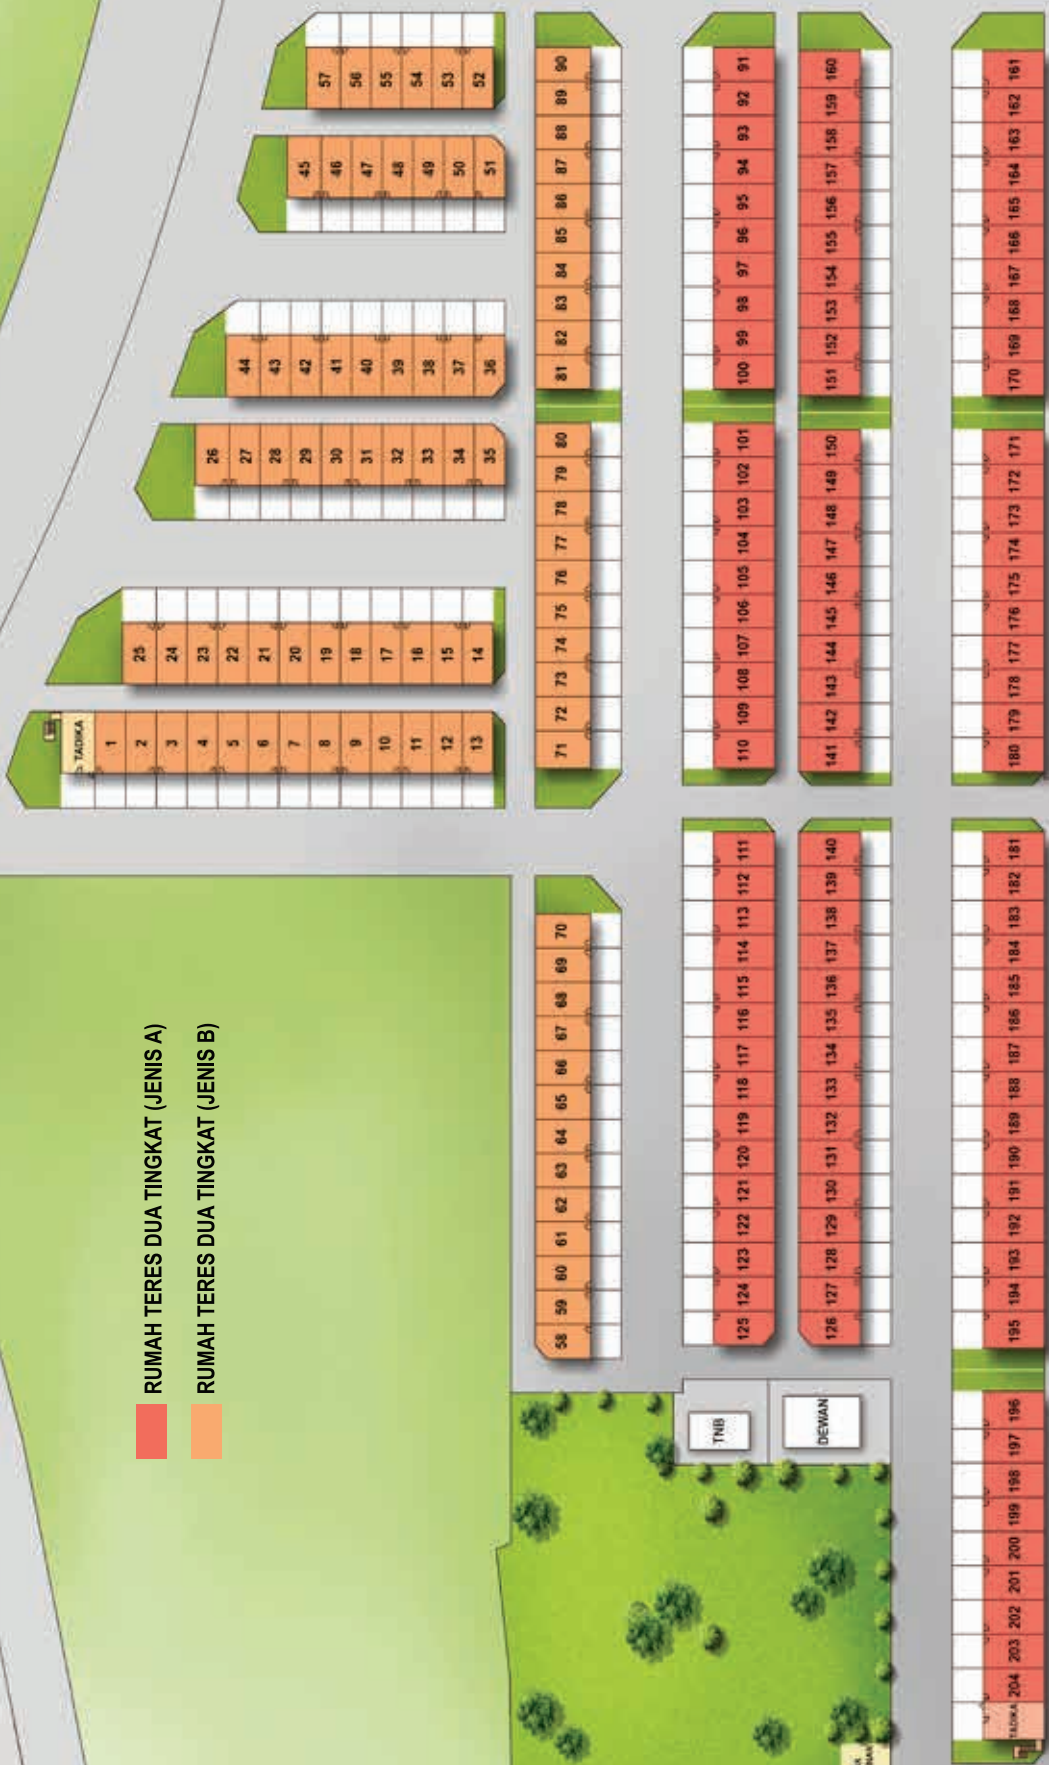 RUMAH TERES DUA TINGKAT (JENIS A)
RUMAH TERES DUA TINGKAT (JENIS B)
57 56 55 54 53 52
45 46 47 48 49 50 51
44 43 42 41 40 39 38 37 36
26 27 28 29 30 31 32 33 34 35
25 24 23 22 21 20 19 18 17 16 15 14
TADIKA 1 2 3 4 5 6 7 8 9 10 11 12 13
90 89 88 87 86 85 84 83 82 81
80 79 78 77 76 75 74 73 72 71
70 69 68 67 66 65 64 63 62 61 60 59 58
91 92 93 94 95 96 97 98 99 100
101 102 103 104 105 106 107 108 109 110
111 112 113 114 115 116 117 118 119 120 121 122 123 124 125
TNB
160 159 158 157 156 155 154 153 152 151
150 149 148 147 146 145 144 143 142 141
140 139 138 137 136 135 134 133 132 131 130 129 128 127 126
DEWAN
161 162 163 164 165 166 167 168 169 170
171 172 173 174 175 176 177 178 179 180
181 182 183 184 185 186 187 188 189 190 191 192 193 194 195
196 197 198 199 200 201 202 203 204 TADIKA